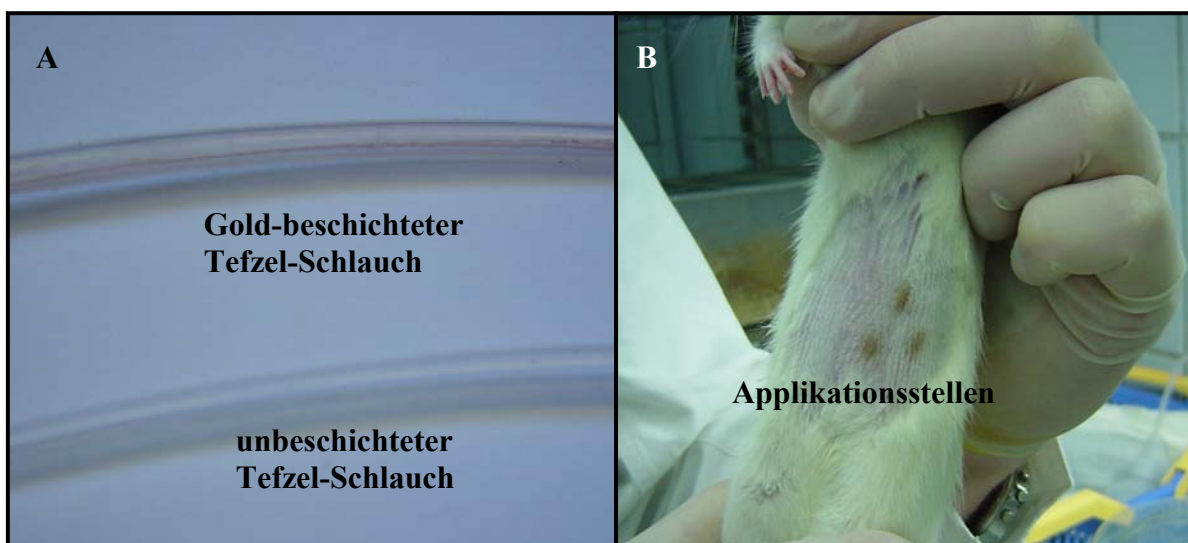 A
Gold-beschichteter
Tefzel-Schlauch
unbeschichteter
Tefzel-Schlauch
B
Applikationsstellen